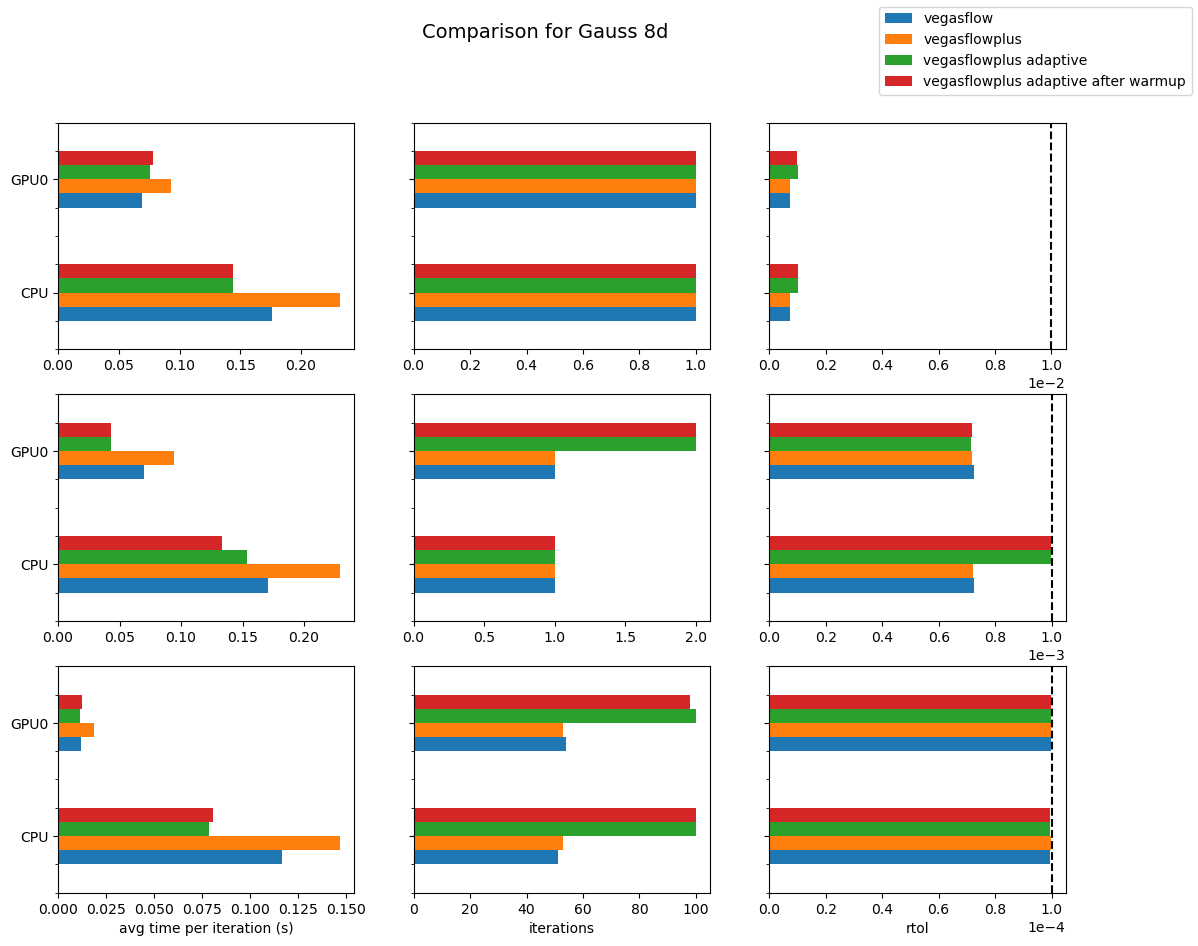 Comparison for Gauss 8d
vegasflow
vegasflowplus
vegasflowplus adaptive
vegasflowplus adaptive after warmup
GPU0
CPU
0.00 0.05 0.10 0.15 0.20
0.0 0.2 0.4 0.6 0.8 1.0
0.0 0.2 0.4 0.6 0.8 1.0
1e−2
GPU0
CPU
0.00 0.05 0.10 0.15 0.20
0.0 0.5 1.0 1.5 2.0
0.0 0.2 0.4 0.6 0.8 1.0
1e−3
GPU0
CPU
0.000 0.025 0.050 0.075 0.100 0.125 0.150
avg time per iteration (s)
0 20 40 60 80 100
iterations
0.0 0.2 0.4 0.6 0.8 1.0
1e−4
rtol